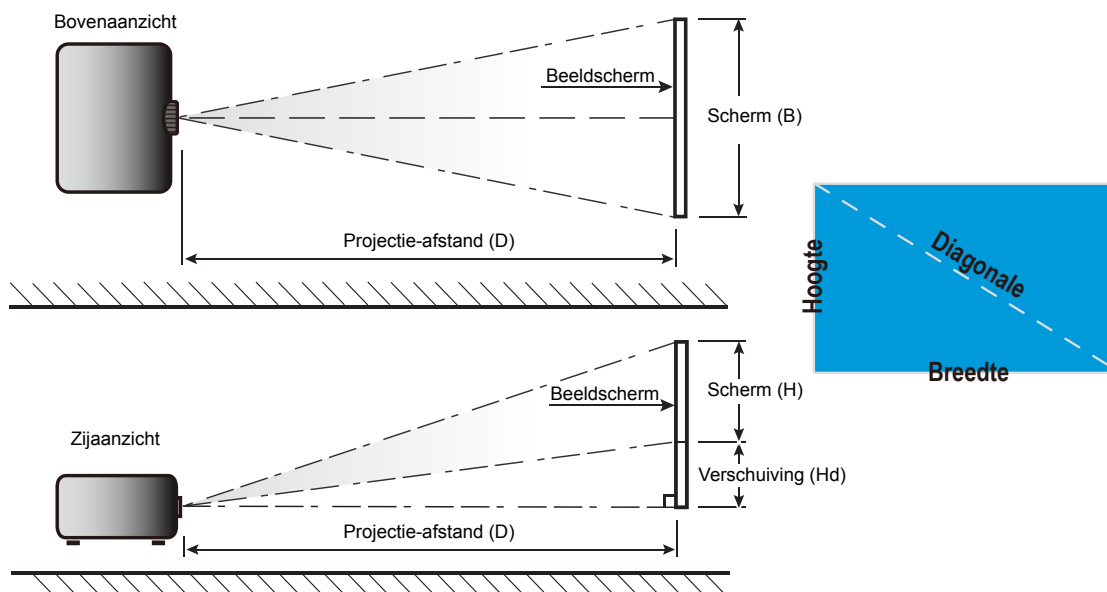 Bovenaanzicht
Beeldscherm
Scherm (B)
Projectie-afstand (D)
Hoogte
Diagonale
Breedte
Beeldscherm
Scherm (H)
Zijaanzicht
Verschuiving (Hd)
Projectie-afstand (D)